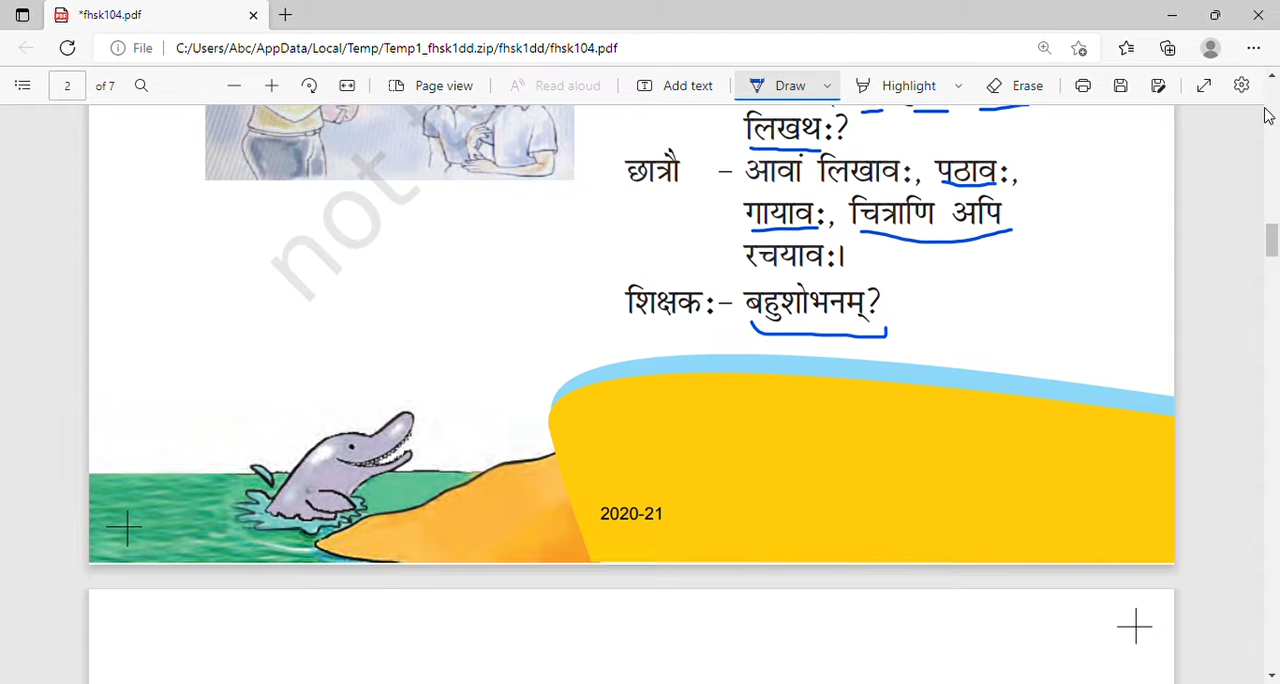 *fhsk104.pdf
File C:/Users/Abc/AppData/Local/Temp/Temp1_fhsk1dd.zip/fhsk1dd/fhsk104.pdf
2 of 7 Page view Read aloud Add text Draw Highlight Erase
लिखथः?
छात्रौ – आवां लिखावः, पठावः,
गायावः, चित्राणि अपि
रचयावः।
शिक्षकः– बहुशोभनम्?
not
2020-21